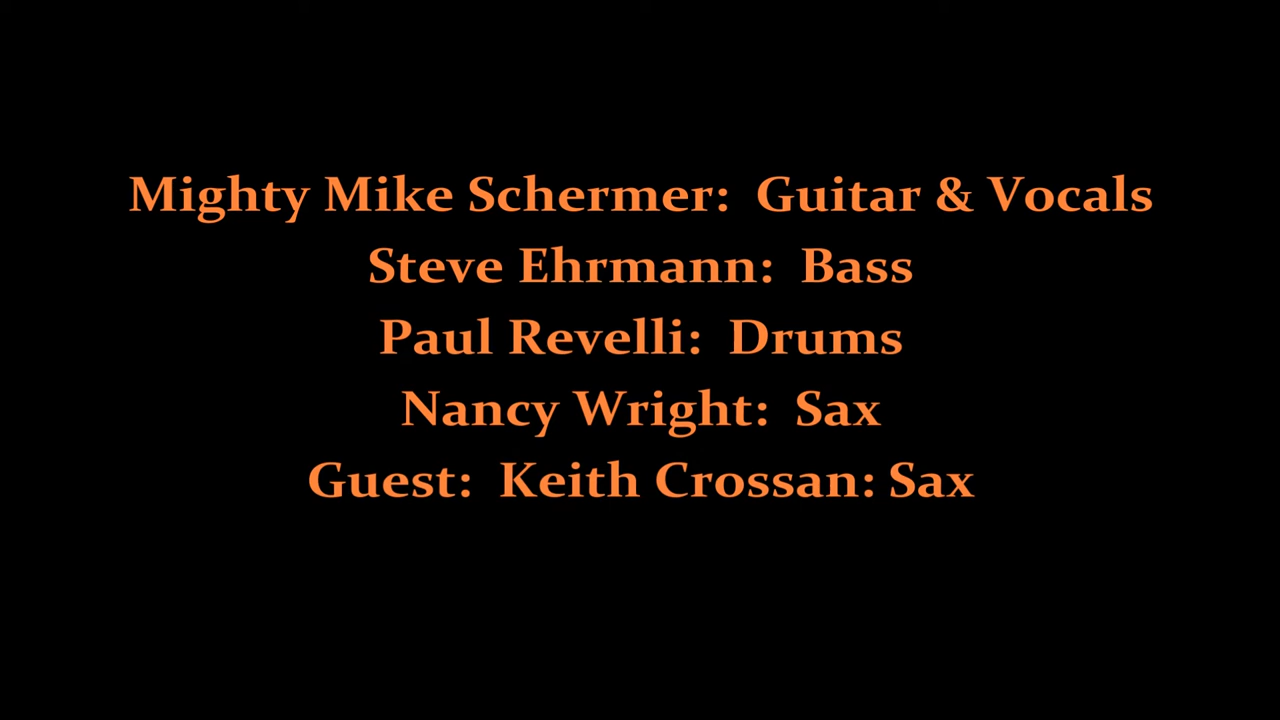 Mighty Mike Schermer:  Guitar & Vocals
Steve Ehrmann:  Bass
Paul Revelli:  Drums
Nancy Wright:  Sax
Guest:  Keith Crossan: Sax